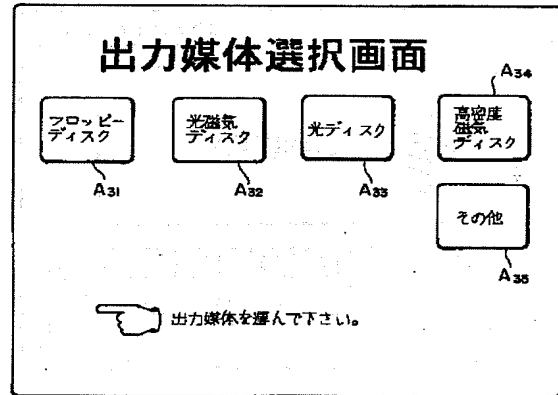 出力媒体選択画面
A34
フロッピー
ディスク
光磁気
ディスク
光ディスク
高密度
磁気
ディスク
A31
A32
A33
その他
A35
出力媒体を選んで下さい。